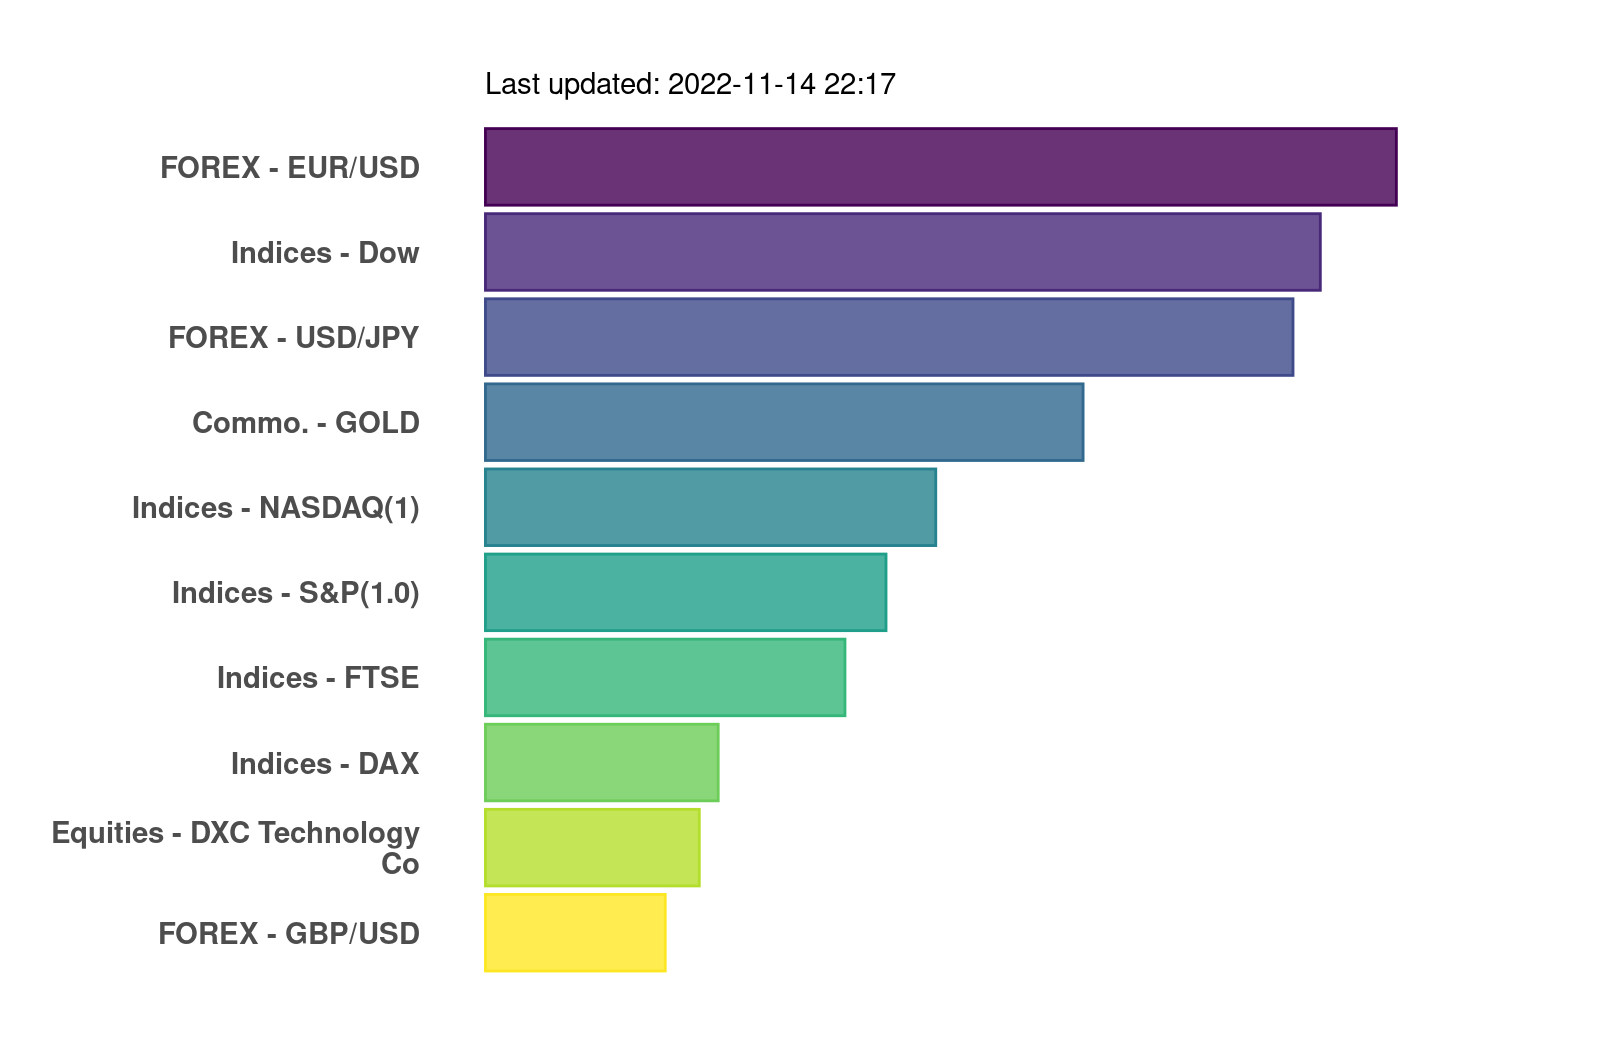 Last updated: 2022-11-14 22:17
FOREX - EUR/USD
Indices - Dow
FOREX - USD/JPY
Commo. - GOLD
Indices - NASDAQ(1)
Indices - S&P(1.0)
Indices - FTSE
Indices - DAX
Equities - DXC Technology
Co
FOREX - GBP/USD